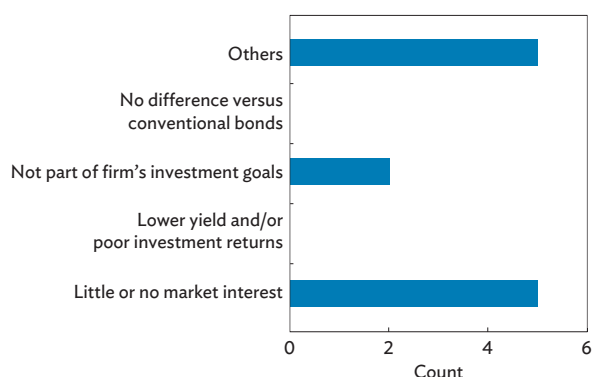 Others
No difference versus
conventional bonds
Not part of firm’s investment goals
Lower yield and/or
poor investment returns
Little or no market interest
0 2 4 6
Count